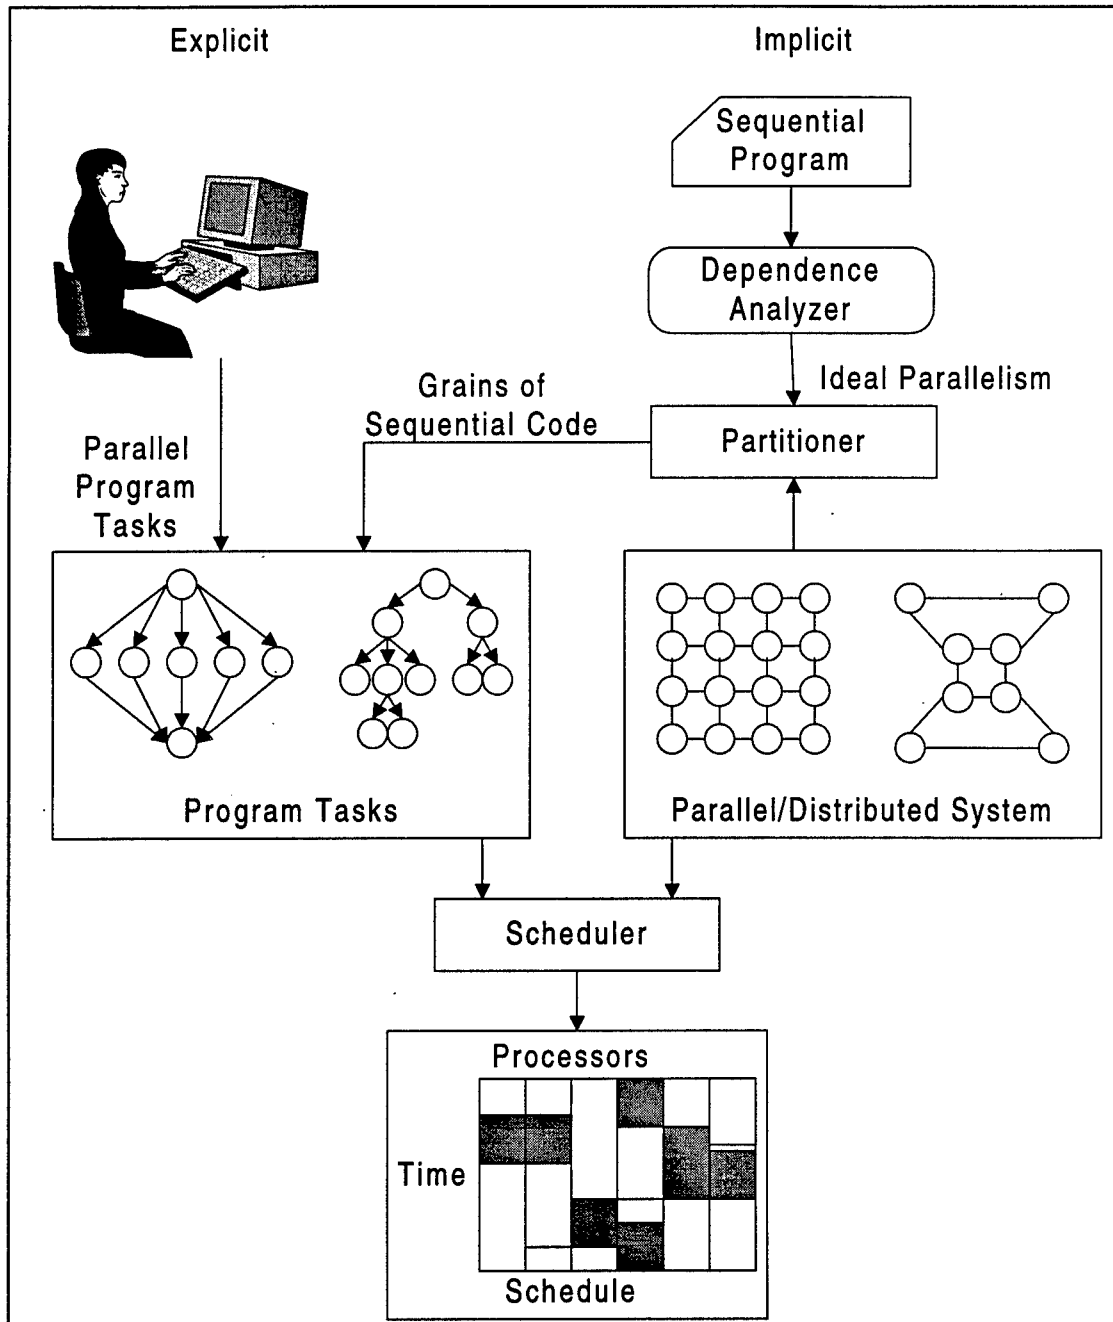 Explicit
Implicit
Sequential
Program
Dependence
Analyzer
Ideal Parallelism
Grains of
Sequential Code
Partitioner
Parallel
Program
Tasks
Program Tasks
Parallel/Distributed System
Scheduler
Processors
Time
Schedule